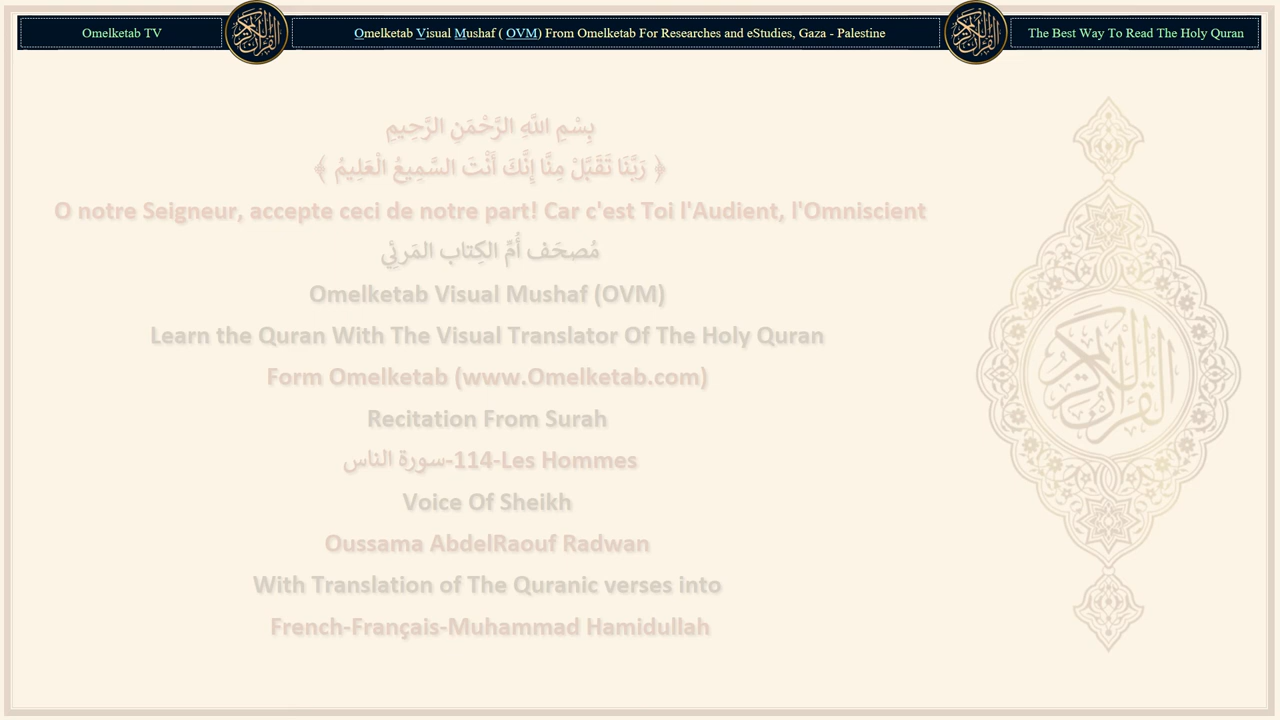 Omelketab TV
Omelketab Visual Mushaf ( OVM) From Omelketab For Researches and eStudies, Gaza - Palestine
The Best Way To Read The Holy Quran
بِسْمِ اللَّهِ الرَّحْمَنِ الرَّحِيمِ
﴿ رَبَّنَا تَقَبَّلْ مِنَّا إِنَّكَ أَنْتَ السَّمِيعُ الْعَلِيمُ ﴾
O notre Seigneur, accepte ceci de notre part! Car c'est Toi l'Audient, l'Omniscient
مُصحَف أُمِّ الكِتاب المَرئِي
Omelketab Visual Mushaf (OVM)
Learn the Quran With The Visual Translator Of The Holy Quran
Form Omelketab (www.Omelketab.com)
Recitation From Surah
سورة الناس-114-Les Hommes
Voice Of Sheikh
Oussama AbdelRaouf Radwan
With Translation of The Quranic verses into
French-Français-Muhammad Hamidullah
القرآن الكريم